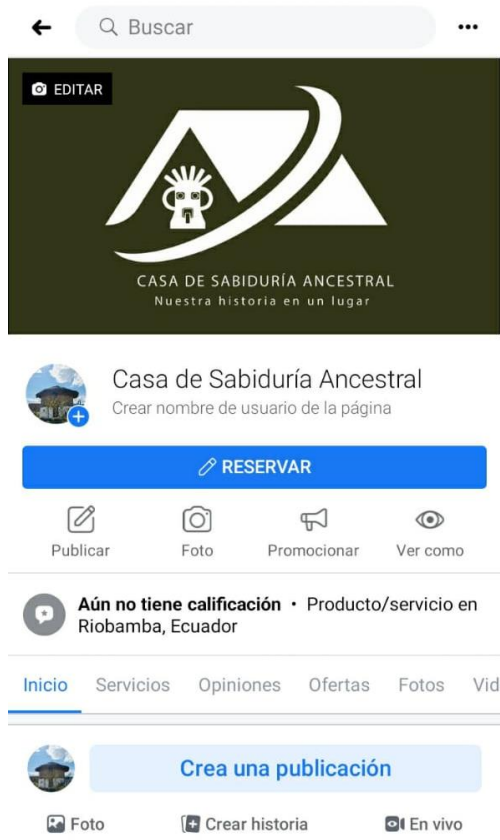 Buscar
EDITAR
CASA DE SABIDURÍA ANCESTRAL
Nuestra historia en un lugar
Casa de Sabiduría Ancestral
Crear nombre de usuario de la página
RESERVAR
Publicar Foto Promocionar Ver como
Aún no tiene calificación · Producto/servicio en
Riobamba, Ecuador
Inicio Servicios Opiniones Ofertas Fotos Vid
Crea una publicación
Foto Crear historia En vivo